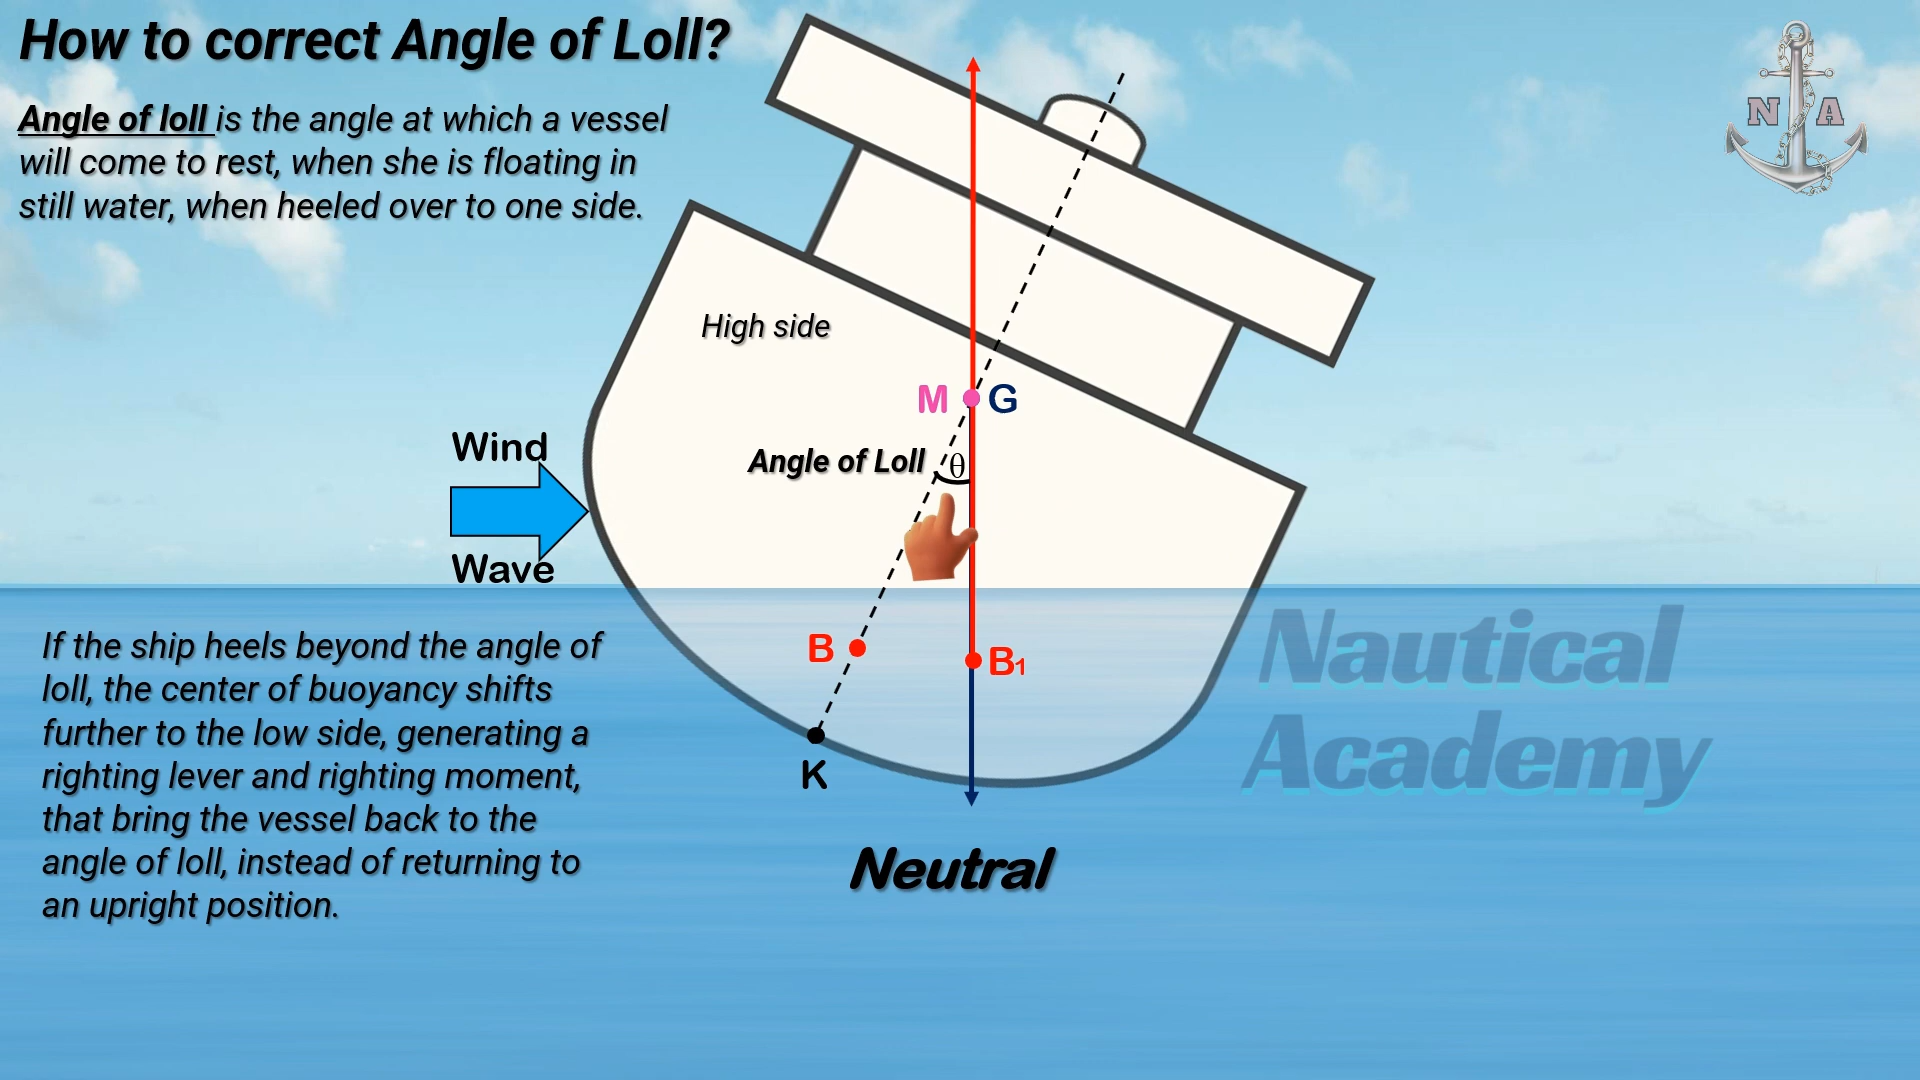 How to correct Angle of Loll?
Angle of loll is the angle at which a vessel
will come to rest, when she is floating in
still water, when heeled over to one side.
N A
High side
M G
Wind
Angle of Loll θ
Wave
If the ship heels beyond the angle of
loll, the center of buoyancy shifts
further to the low side, generating a
righting lever and righting moment,
that bring the vessel back to the
angle of loll, instead of returning to
an upright position.
B
B1
K
Nautical
Academy
Neutral